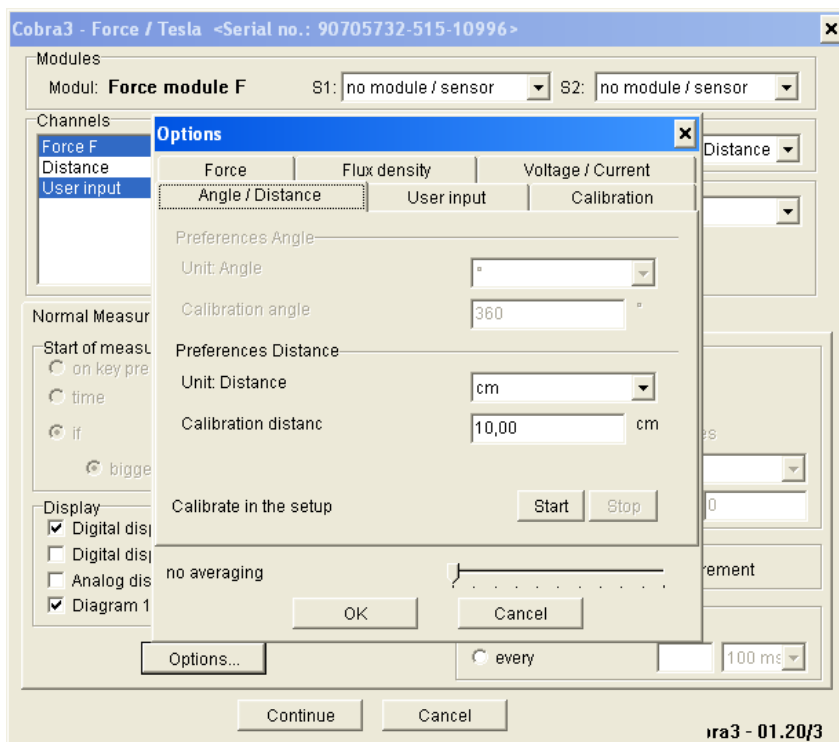 Cobra3 - Force / Tesla <Serial no.: 90705732-515-10996>
Modules
Modul: Force module F S1: no module / sensor S2: no module / sensor
Channels
Force F
Distance
User input
Distance
Options
Force Flux density Voltage / Current
Angle / Distance User input Calibration
Preferences Angle
Unit: Angle °
Calibration angle 360 °
Preferences Distance
Unit: Distance cm
Calibration distanc 10,00 cm
Calibrate in the setup Start Stop
no averaging
OK Cancel
Normal Measur
Start of measu
on key pre
time
if
bigge
es
0
Display
Digital disp
Digital disp
Analog dis
Diagram 1
rement
Options... every 100 ms
Continue Cancel
ra3 - 01.20/3